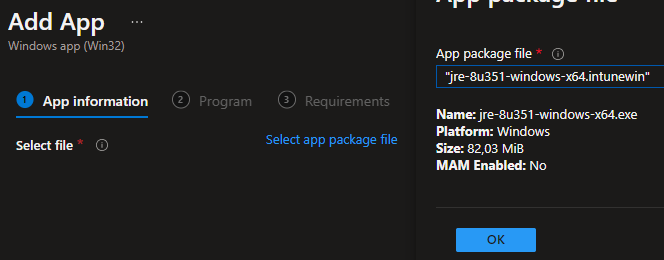 Add App ...
Windows app (Win32)
1 App information
2 Program
3 Requirements
Select file *
Select app package file
App package file
App package file *
"jre-8u351-windows-x64.intunewin"
Name: jre-8u351-windows-x64.exe
Platform: Windows
Size: 82,03 MiB
MAM Enabled: No
OK